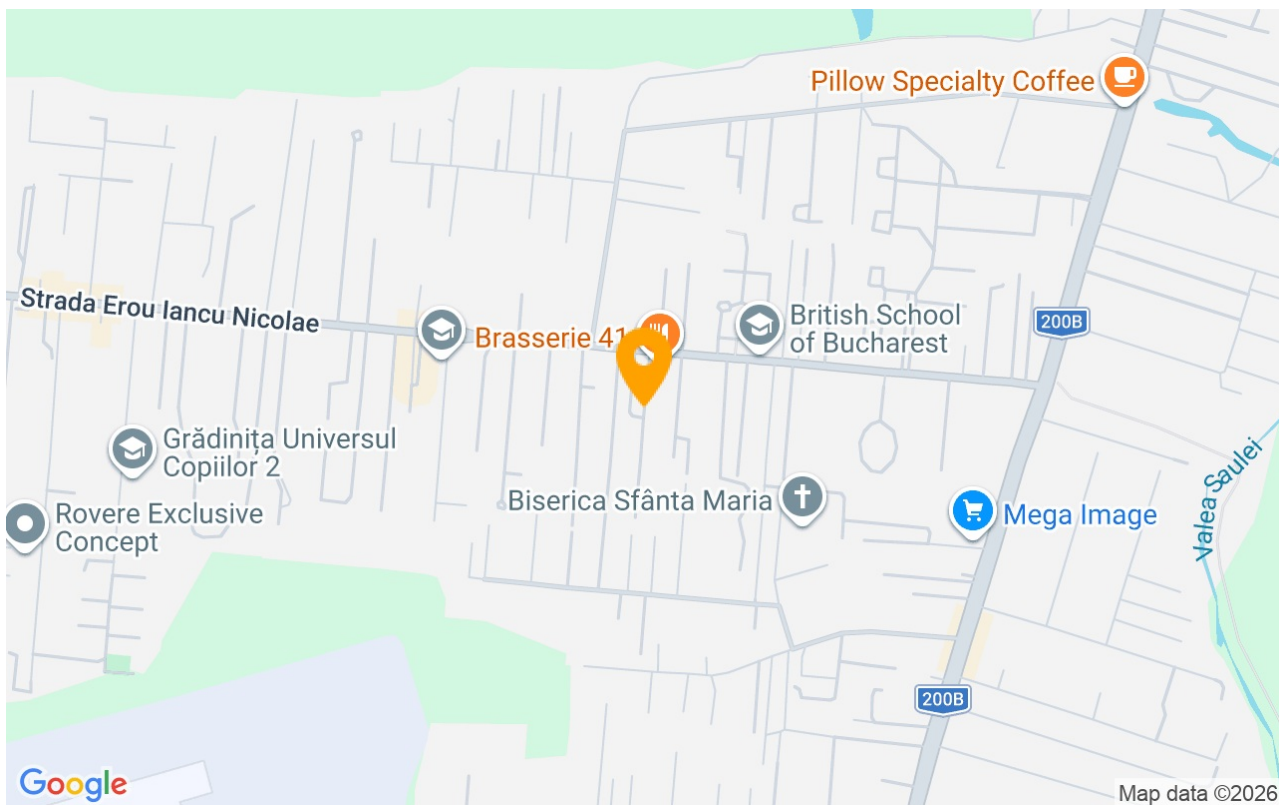 Pillow Specialty Coffee
Strada Erou Iancu Nicolae
Brasserie 41
British School
of Bucharest
200B
Grădinița Universul
Copiilor 2
Biserica Sfânta Maria
Rovere Exclusive
Concept
Mega Image
Valea Saulei
200B
Google
Map data ©2026